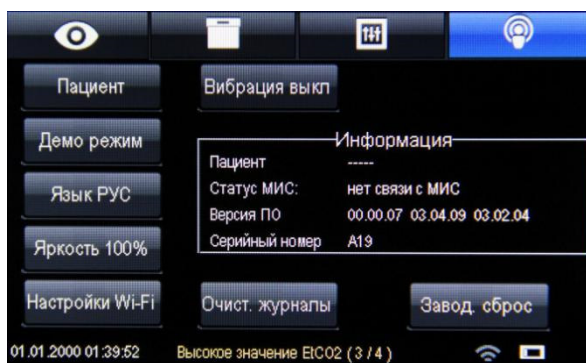 Пациент
Вибрация выкл
Демо режим
Информация
Пациент -----
Язык РУС
Статус МИС: нет связи с МИС
Версия ПО 00.00.07 03.04.09 03.02.04
Яркость 100%
Серийный номер A19
Настройки Wi-Fi
Очист. журналы
Завод. сброс
01.01.2000 01:39:52 Высокое значение EtCO2 (3/4)